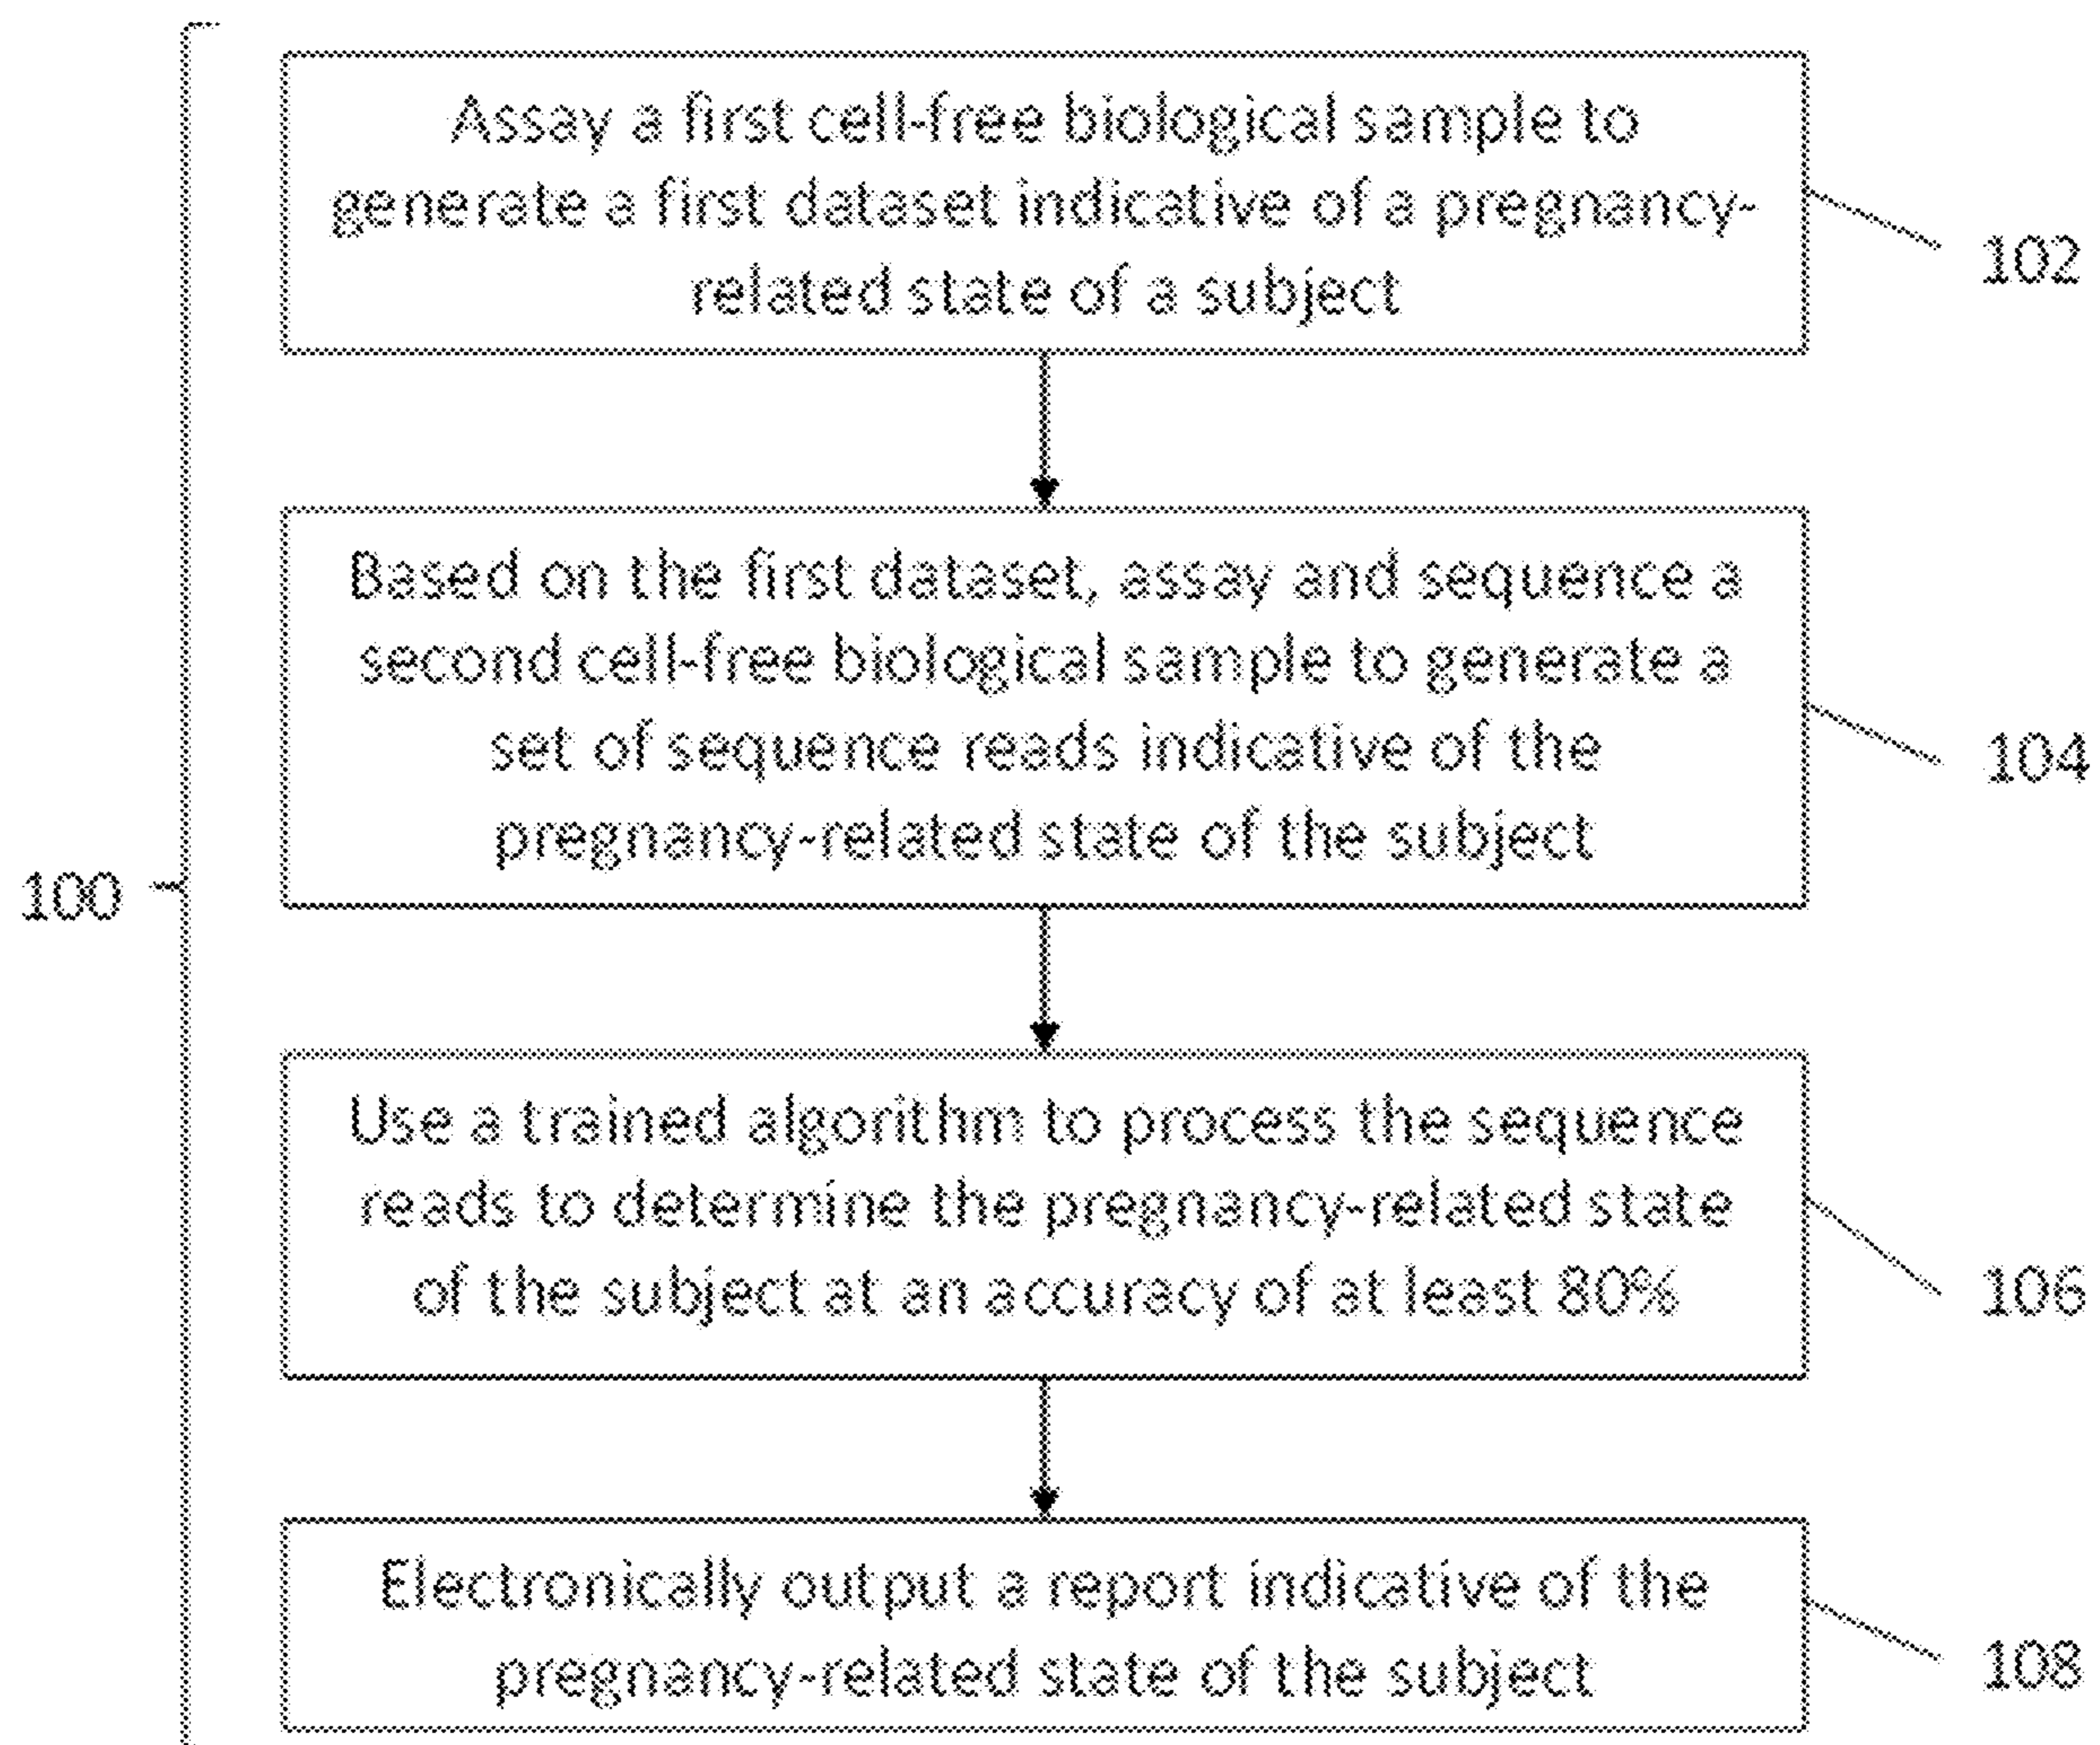 Assay a first cell-free biological sample to
generate a first dataset indicative of a pregnancy-
related state of a subject
102
Based on the first dataset, assay and sequence a
second cell-free biological sample to generate a
set of sequence reads indicative of the
pregnancy-related state of the subject
104
100
Use a trained algorithm to process the sequence
reads to determine the pregnancy-related state
of the subject at an accuracy of at least 80%
106
Electronically output a report indicative of the
pregnancy-related state of the subject
108